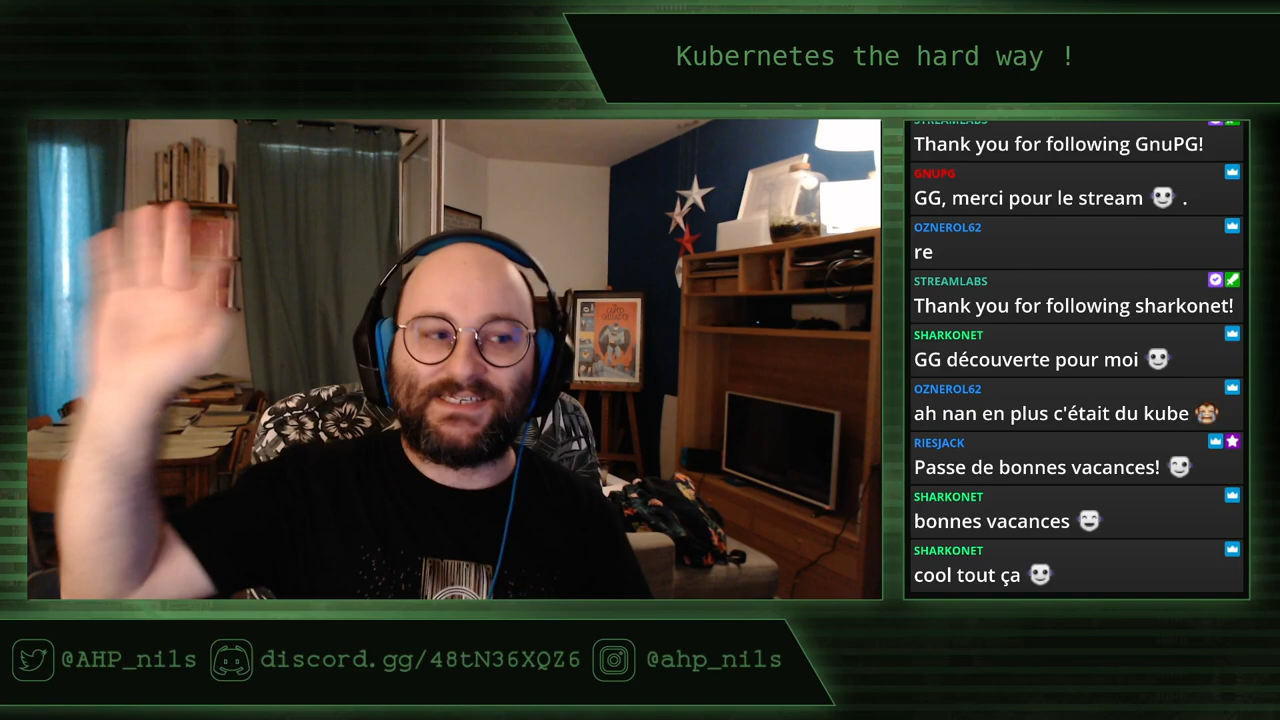 Kubernetes the hard way !
STREAMLABS
Thank you for following GnuPG!
GNUPG
GG, merci pour le stream .
OZNEROL62
re
STREAMLABS
Thank you for following sharkonet!
SHARKONET
GG découverte pour moi
OZNEROL62
ah nan en plus c'était du kube
RIESJACK
Passe de bonnes vacances!
SHARKONET
bonnes vacances
SHARKONET
cool tout ça
@AHP_nils discord.gg/48tN36XQZ6 @ahp_nils